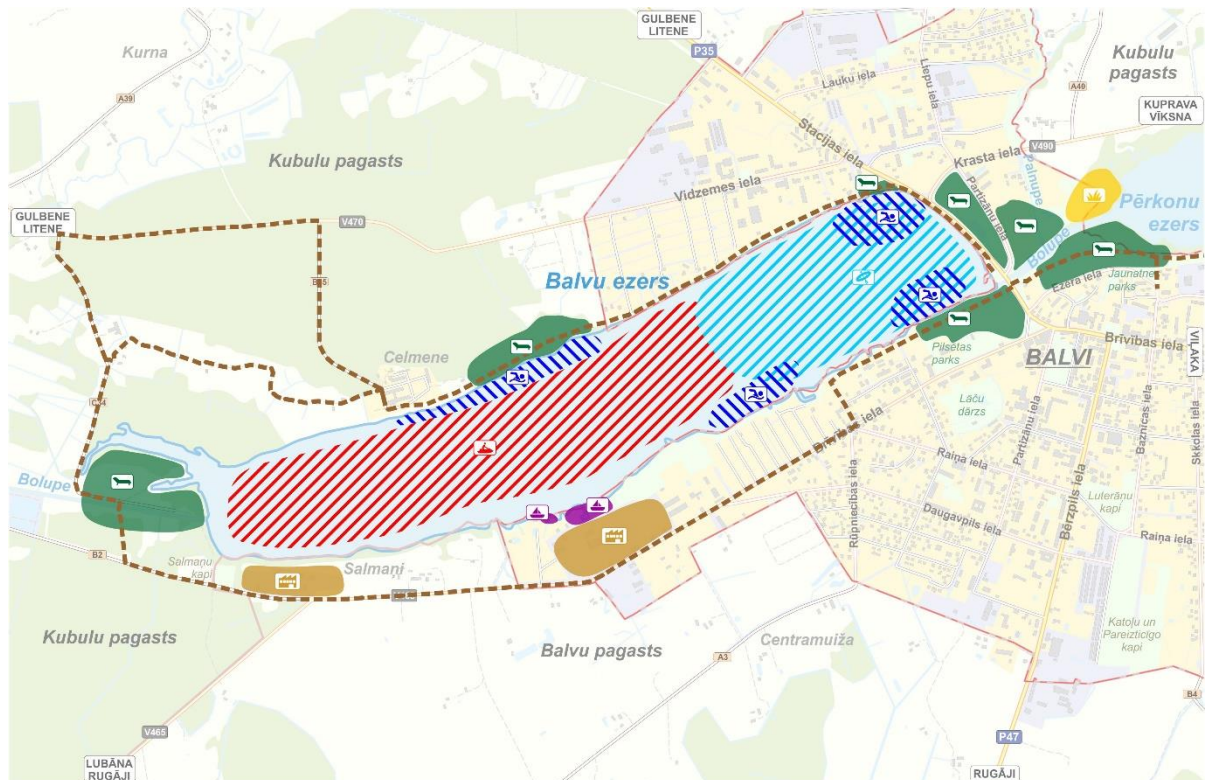 GULBENE
LITENE
P35
Kurna
A39
Lauku iela
Liepu iela
Kubulu
pagasts
A40
KUPRAVA
VĪKSNA
Stacijas iela
Kubulu pagasts
Krasta iela
V490
Vidzemes iela
Partizānu iela
Pērkonu
ezers
GULBENE
LITENE
V470
Bolupe
Balvu ezers
Ezera iela
Jaunatnes
parks
Celmene
Pilsētas
parks
Brīvības iela
BALVI
VIĻAKA
Lāču
dārzs
Brīvības iela
Partizānu iela
Baznīcas iela
Raiņa iela
Bolupe
Rūpniecības iela
Daugavpils iela
Bērzpils iela
Luterāņu
kapi
Raiņa iela
B2
Salmaņu
kapi
Salmaņi
Kubulu pagasts
Balvu pagasts
Centramuiža
A3
Katoļu un
Pareizticīgo
kapi
B4
V465
P47
LUBĀNA
RUGĀJI
RUGĀJI